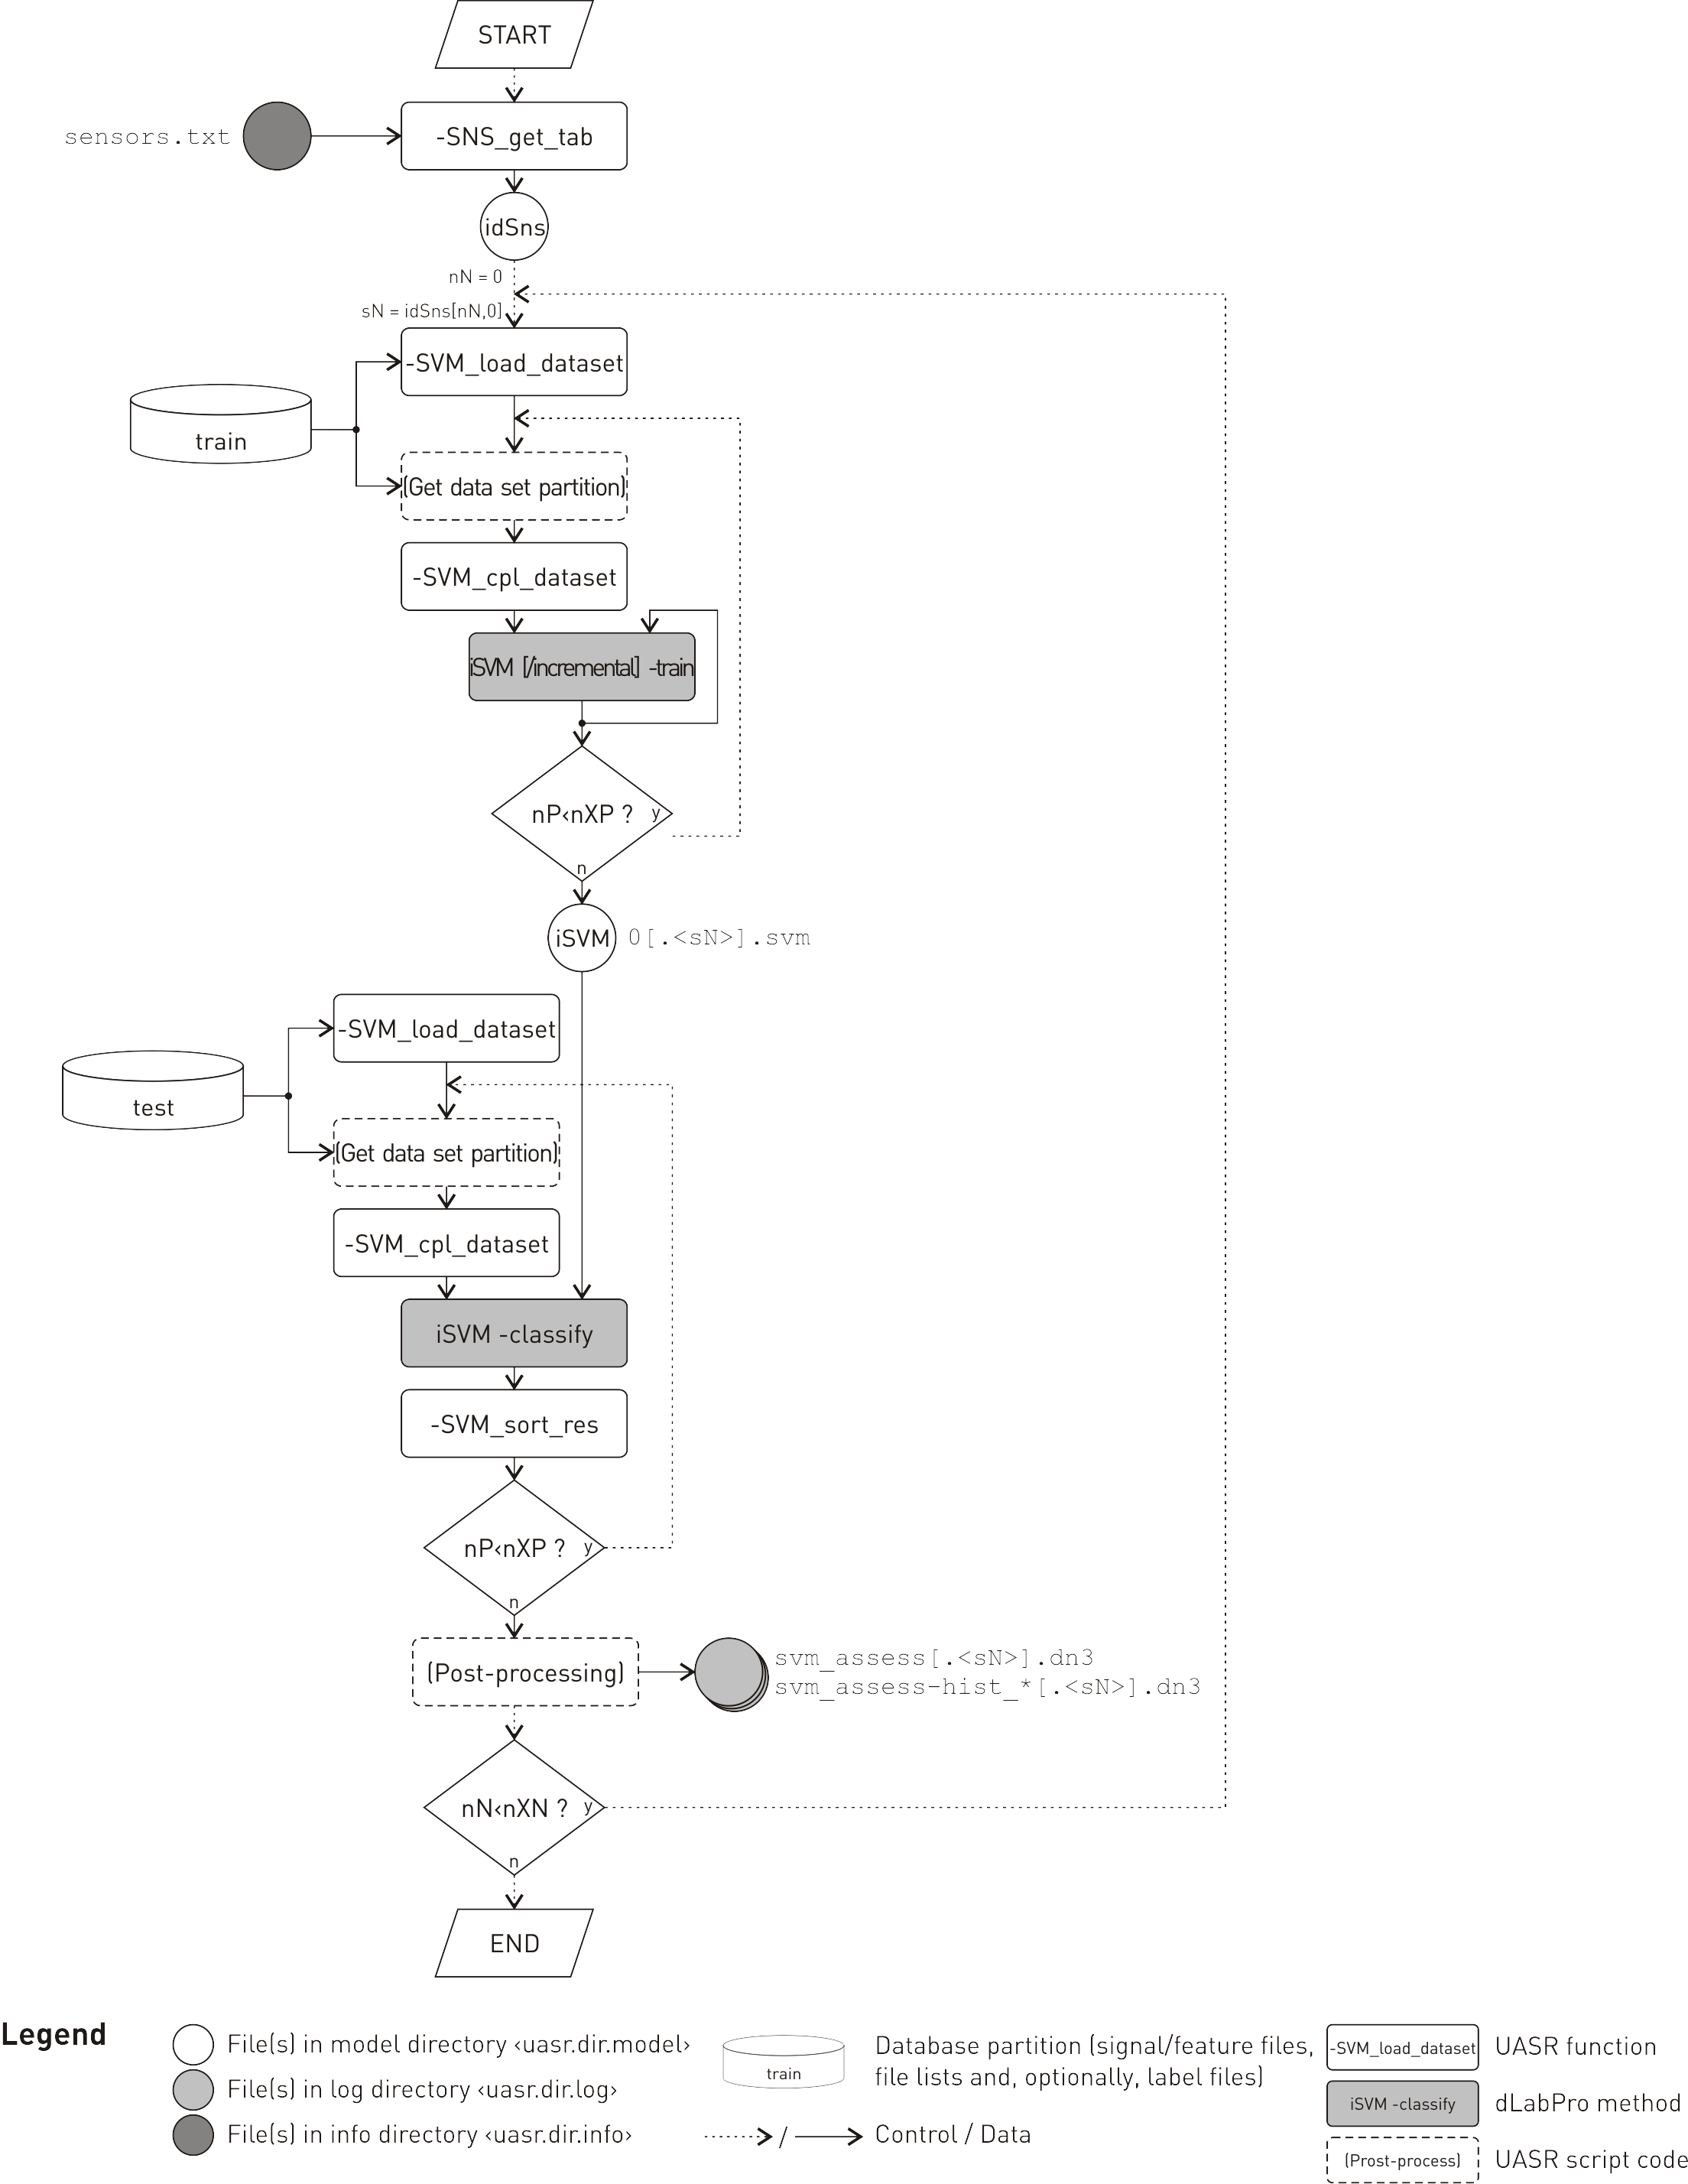 START
sensors.txt
-SNS_get_tab
idSns
nN = 0
sN = idSns[nN,0]
-SVM_load_dataset
train
(Get data set partition)
-SVM_cpl_dataset
iSVM [/incremental] -train
nP<nXP ? y
n
iSVM 0[.<sN>].svm
-SVM_load_dataset
test
(Get data set partition)
-SVM_cpl_dataset
iSVM -classify
-SVM_sort_res
nP<nXP ? y
n
(Post-processing)
svm_assess[.<sN>].dn3
svm_assess-hist_*[.<sN>].dn3
nN<nXN ? y
n
END
Legend
File(s) in model directory <uasr.dir.model>
File(s) in log directory <uasr.dir.log>
File(s) in info directory <uasr.dir.info>
train
Database partition (signal/feature files,
file lists and, optionally, label files)
/ Control / Data
-SVM_load_dataset UASR function
iSVM -classify dLabPro method
(Prost-process) UASR script code